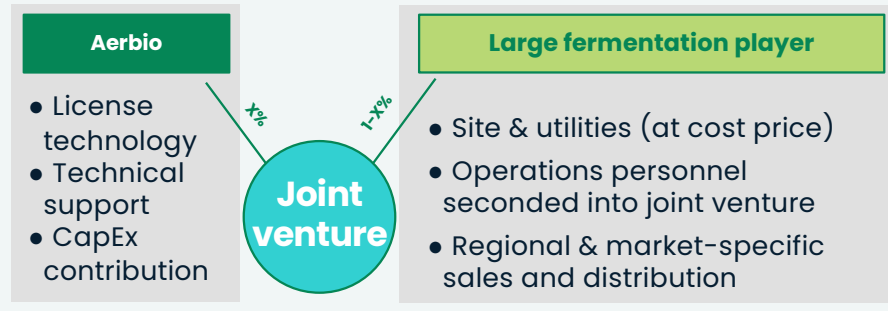 Aerbio
● License
technology
● Technical
support
● CapEx
contribution
X%
1-X%
Joint
venture
Large fermentation player
● Site & utilities (at cost price)
● Operations personnel
seconded into joint venture
● Regional & market-specific
sales and distribution